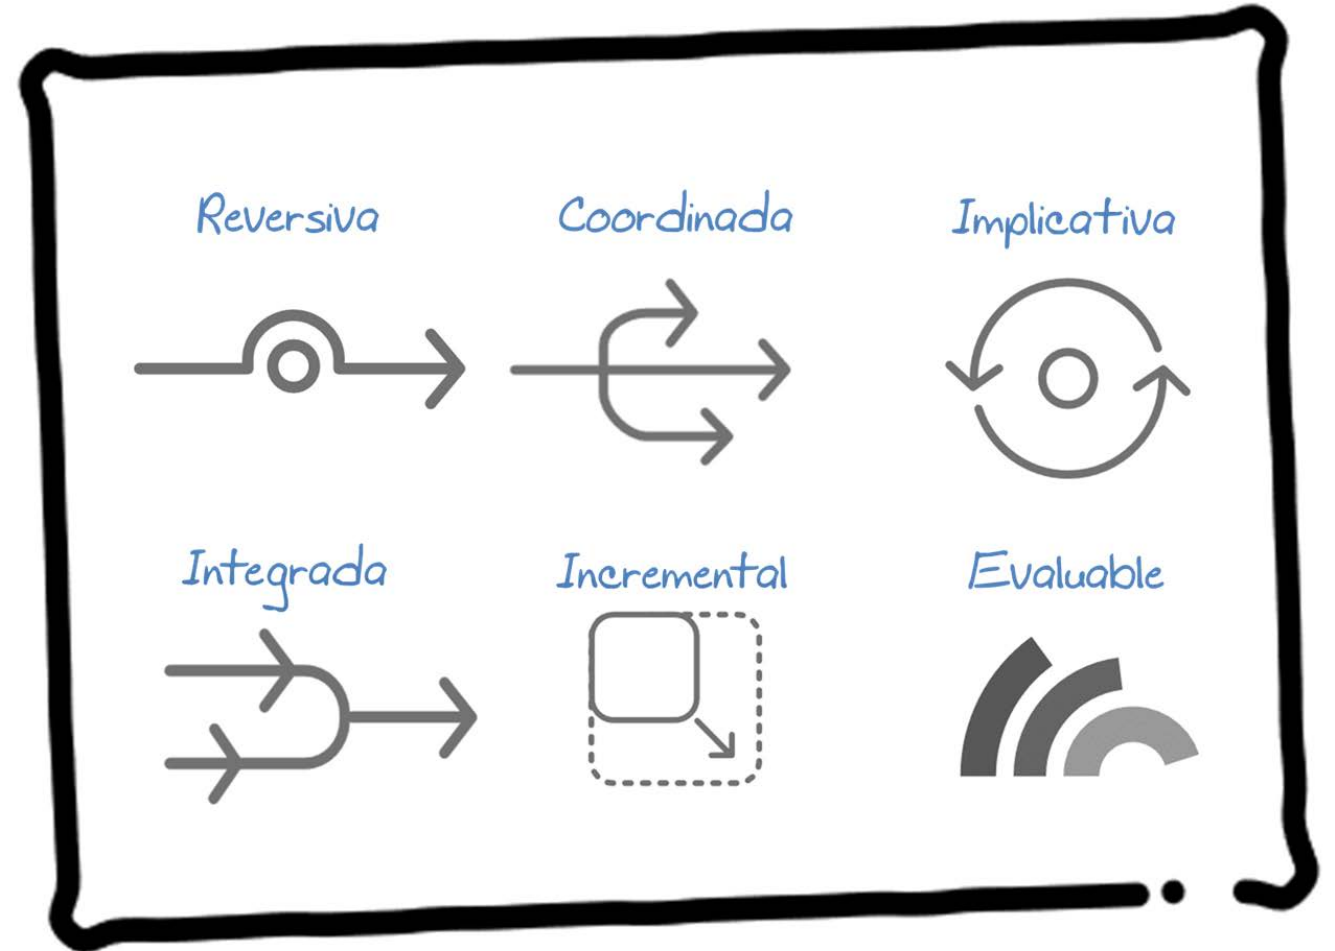 Reversiva
Coordinada
Implicativa
Integrada
Incremental
Evaluable